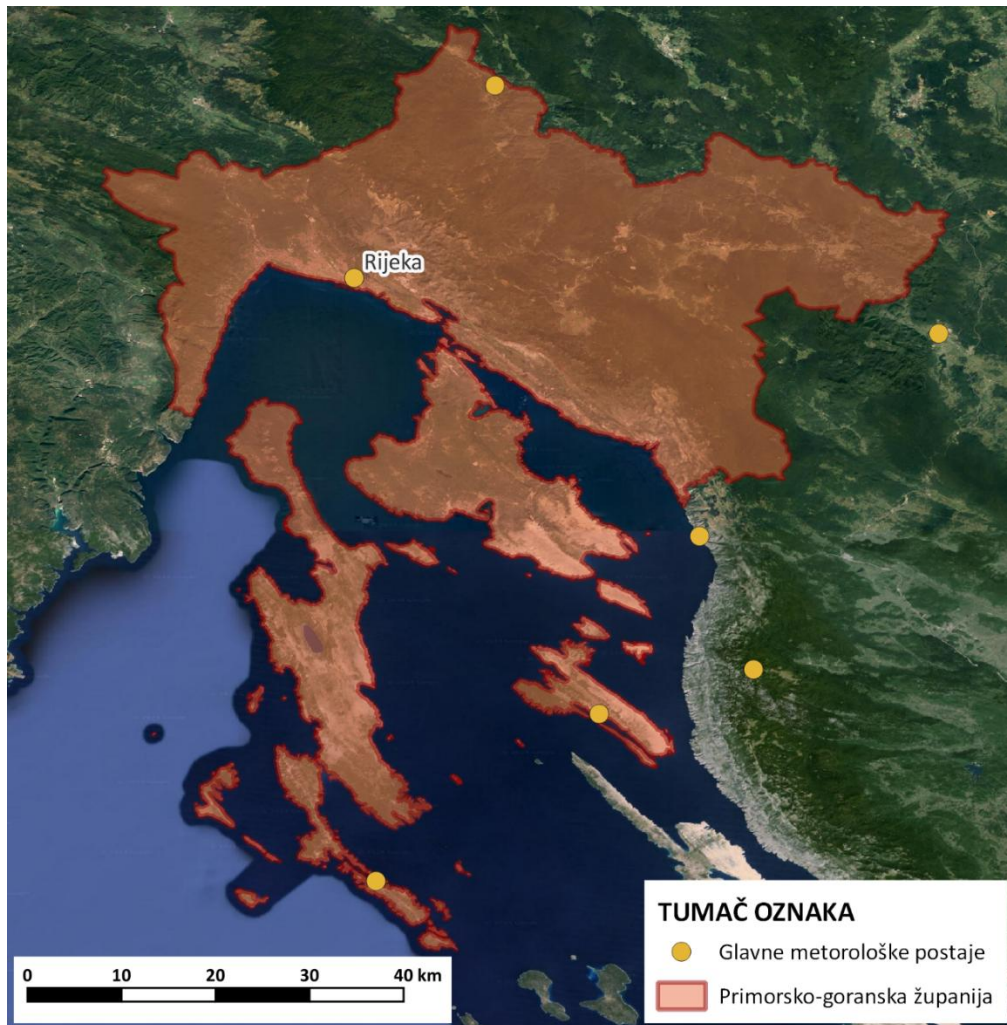 Rijeka
TUMAČ OZNAKA
Glavne metorološke postaje
Primorsko-goranska županija
0 10 20 30 40 km